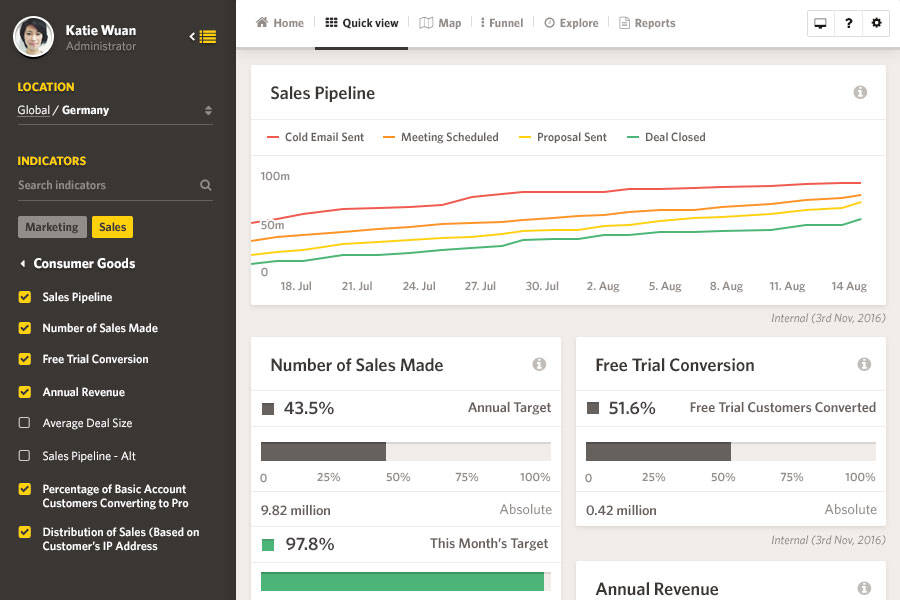 Katie Wuan
Administrator
LOCATION
Global / Germany
INDICATORS
Search indicators
Marketing
Sales
Consumer Goods
Sales Pipeline
Number of Sales Made
Free Trial Conversion
Annual Revenue
Average Deal Size
Sales Pipeline - Alt
Percentage of Basic Account
Customers Converting to Pro
Distribution of Sales (Based on
Customer's IP Address
Home
Quick view
Map
Funnel
Explore
Reports
?
Sales Pipeline
Cold Email Sent
Meeting Scheduled
Proposal Sent
Deal Closed
100m
50m
0
18. Jul 21. Jul 24. Jul 27. Jul 30. Jul 2. Aug 5. Aug 8. Aug 11. Aug 14 Aug
Internal (3rd Nov, 2016)
Number of Sales Made
43.5% Annual Target
0 25% 50% 75% 100%
9.82 million Absolute
97.8% This Month's Target
Free Trial Conversion
51.6% Free Trial Customers Converted
0 25% 50% 75% 100%
0.42 million Absolute
Internal (3rd Nov, 2016)
Annual Revenue